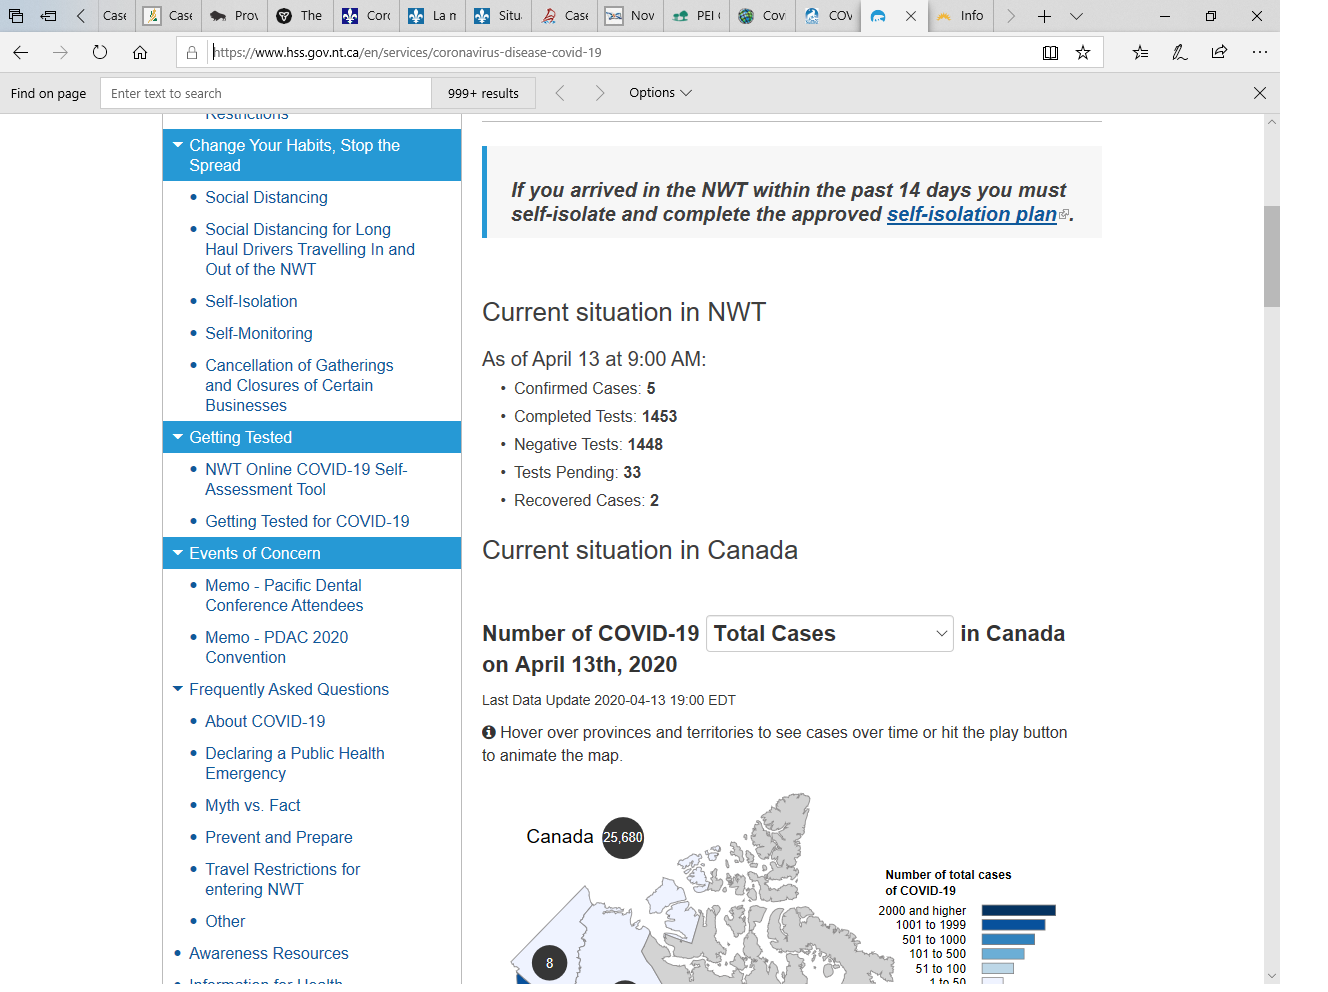 Case
Case
Prov
The
Corc
La m
Situ
Case
Nov
PEI
Cov
COV
Info
https://www.hss.gov.nt.ca/en/services/coronavirus-disease-covid-19
Find on page
Enter text to search
999+ results
Options
Restrictions
Change Your Habits, Stop the
Spread
Social Distancing
Social Distancing for Long
Haul Drivers Travelling In and
Out of the NWT
Self-Isolation
Self-Monitoring
Cancellation of Gatherings
and Closures of Certain
Businesses
Getting Tested
NWT Online COVID-19 Self-
Assessment Tool
Getting Tested for COVID-19
Events of Concern
Memo - Pacific Dental
Conference Attendees
Memo - PDAC 2020
Convention
Frequently Asked Questions
About COVID-19
Declaring a Public Health
Emergency
Myth vs. Fact
Prevent and Prepare
Travel Restrictions for
entering NWT
Other
Awareness Resources
Information for Health
If you arrived in the NWT within the past 14 days you must
self-isolate and complete the approved self-isolation plan.
Current situation in NWT
As of April 13 at 9:00 AM:
Confirmed Cases: 5
Completed Tests: 1453
Negative Tests: 1448
Tests Pending: 33
Recovered Cases: 2
Current situation in Canada
Number of COVID-19 Total Cases in Canada
on April 13th, 2020
Last Data Update 2020-04-13 19:00 EDT
Hover over provinces and territories to see cases over time or hit the play button
to animate the map.
Canada 25,680
8
Number of total cases
of COVID-19
2000 and higher
1001 to 1999
501 to 1000
101 to 500
51 to 100
1 to 50